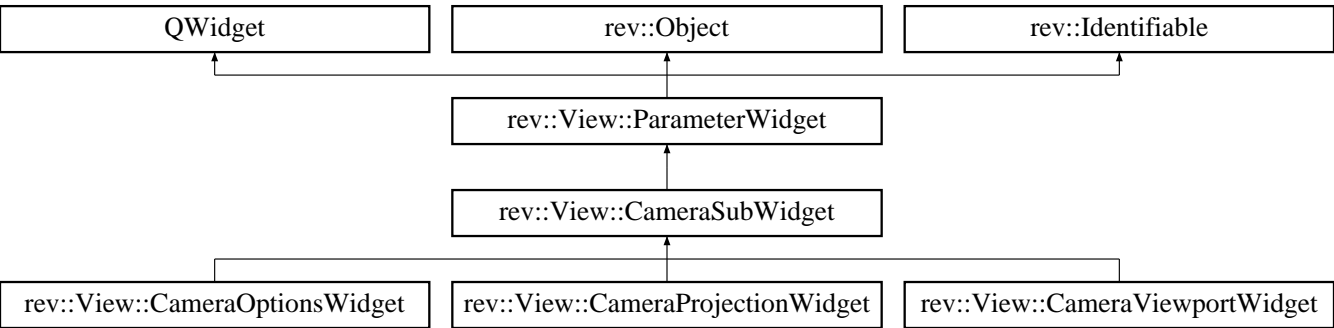 QWidget
rev::Object
rev::Identifiable
rev::View::ParameterWidget
rev::View::CameraSubWidget
rev::View::CameraOptionsWidget
rev::View::CameraProjectionWidget
rev::View::CameraViewportWidget